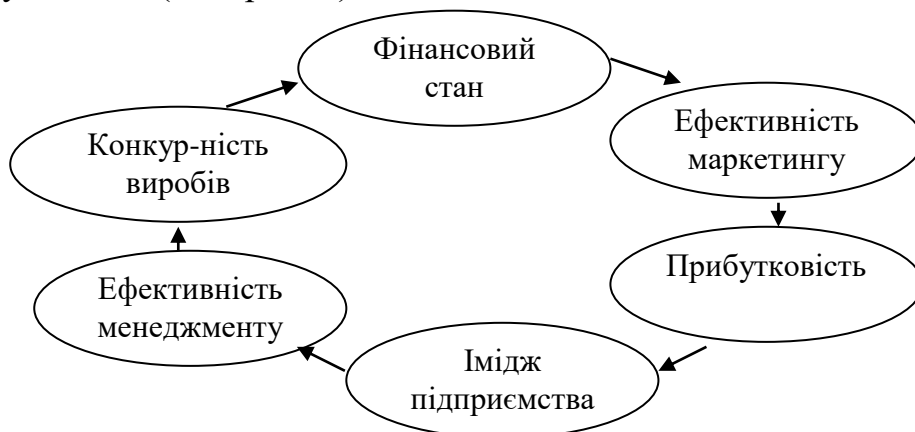 Фінансовий
стан
Ефективність
маркетингу
Прибутковість
Імідж
підприємства
Ефективність
менеджменту
Конкур-ність
виробів